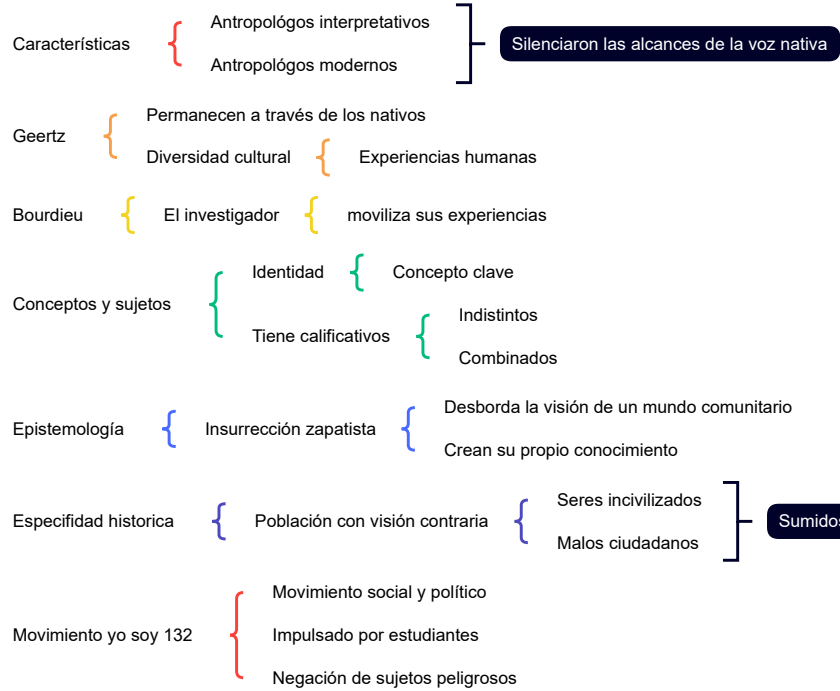 Antropológos interpretativos
Características
Antropológos modernos
Silenciaron las alcances de la voz nativa
Permanecen a través de los nativos
Geertz
Diversidad cultural
Experiencias humanas
Bourdieu
El investigador
moviliza sus experiencias
Identidad
Concepto clave
Conceptos y sujetos
Indistintos
Tiene calificativos
Combinados
Desborda la visión de un mundo comunitario
Epistemología
Insurrección zapatista
Crean su propio conocimiento
Seres incivilizados
Especifidad historica
Población con visión contraria
Malos ciudadanos
Sumidos
Movimiento social y político
Movimiento yo soy 132
Impulsado por estudiantes
Negación de sujetos peligrosos